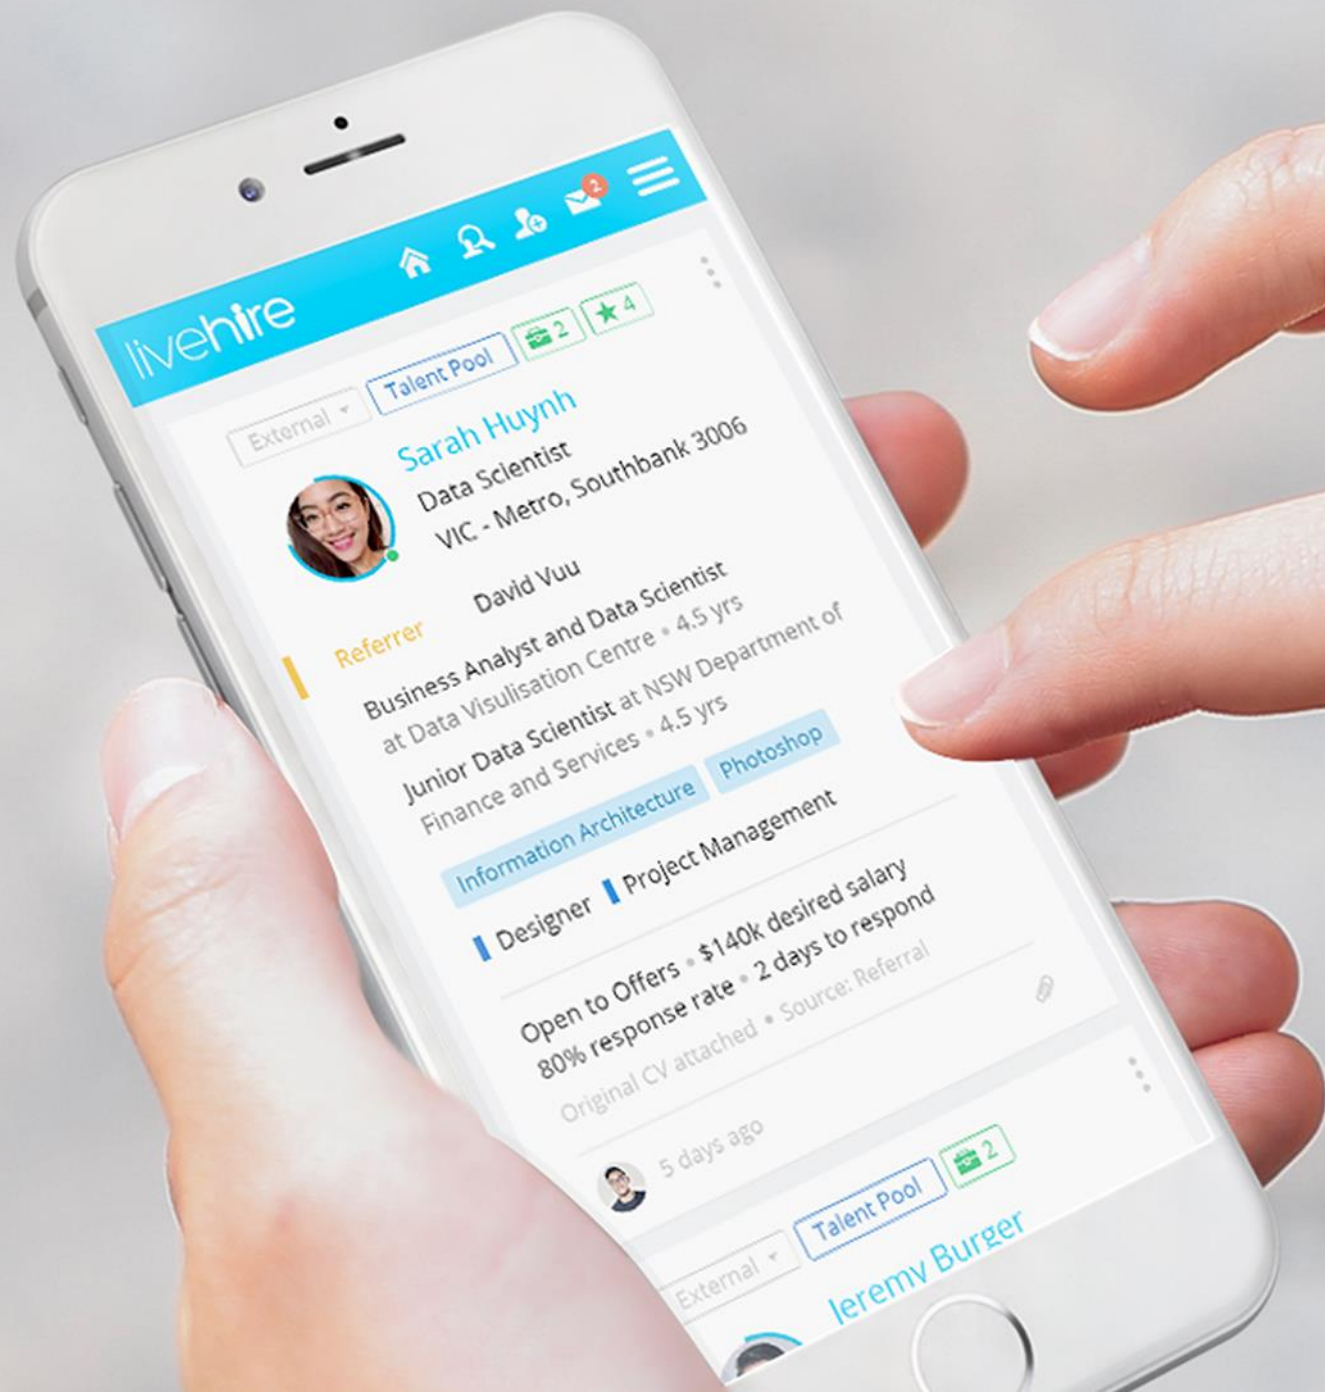 livehire
2
External
Talent Pool
2
4
Sarah Huynh
Data Scientist
VIC - Metro, Southbank 3006
Referrer
David Vuu
Business Analyst and Data Scientist
at Data Visulisation Centre • 4.5 yrs
Junior Data Scientist at NSW Department of
Finance and Services • 4.5 yrs
Information Architecture
Photoshop
Designer
Project Management
Open to Offers • $140k desired salary
80% response rate • 2 days to respond
Original CV attached • Source: Referral
5 days ago
External
Talent Pool
2
Jeremy Burger